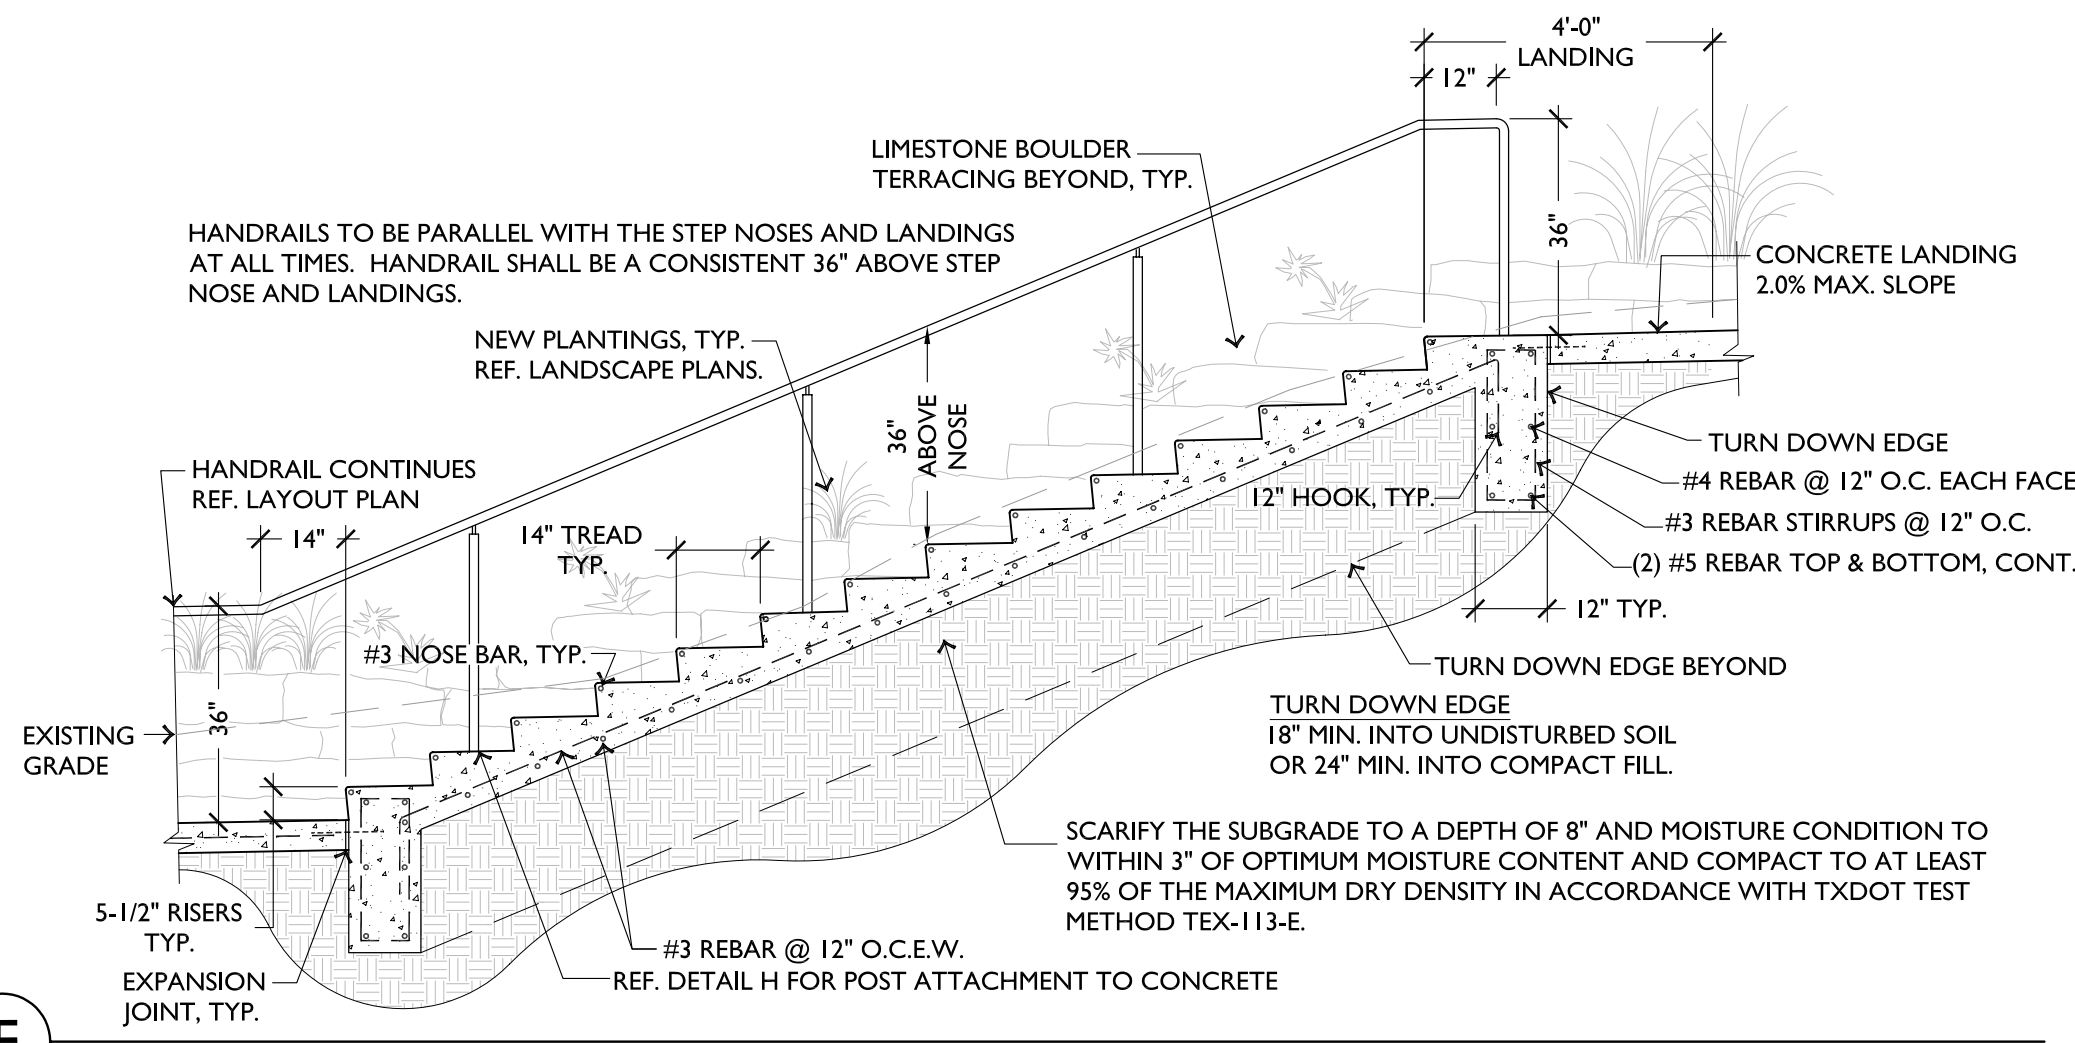 4'-0"
LANDING
12"
LIMESTONE BOULDER
TERRACING BEYOND, TYP.
HANDRAILS TO BE PARALLEL WITH THE STEP NOSES AND LANDINGS
AT ALL TIMES.  HANDRAIL SHALL BE A CONSISTENT 36" ABOVE STEP
NOSE AND LANDINGS.
36"
CONCRETE LANDING
2.0% MAX. SLOPE
NEW PLANTINGS, TYP.
REF. LANDSCAPE PLANS.
36"
ABOVE
NOSE
TURN DOWN EDGE
HANDRAIL CONTINUES
REF. LAYOUT PLAN
#4 REBAR @ 12" O.C. EACH FACE
12" HOOK, TYP.
14"
14" TREAD
TYP.
#3 REBAR STIRRUPS @ 12" O.C.
(2) #5 REBAR TOP & BOTTOM, CONT.
12" TYP.
#3 NOSE BAR, TYP.
TURN DOWN EDGE BEYOND
36"
EXISTING
GRADE
TURN DOWN EDGE
18" MIN. INTO UNDISTURBED SOIL
OR 24" MIN. INTO COMPACT FILL.
SCARIFY THE SUBGRADE TO A DEPTH OF 8" AND MOISTURE CONDITION TO
WITHIN 3" OF OPTIMUM MOISTURE CONTENT AND COMPACT TO AT LEAST
95% OF THE MAXIMUM DRY DENSITY IN ACCORDANCE WITH TXDOT TEST
METHOD TEX-113-E.
5-1/2" RISERS
TYP.
#3 REBAR @ 12" O.C.E.W.
EXPANSION
JOINT, TYP.
REF. DETAIL H FOR POST ATTACHMENT TO CONCRETE